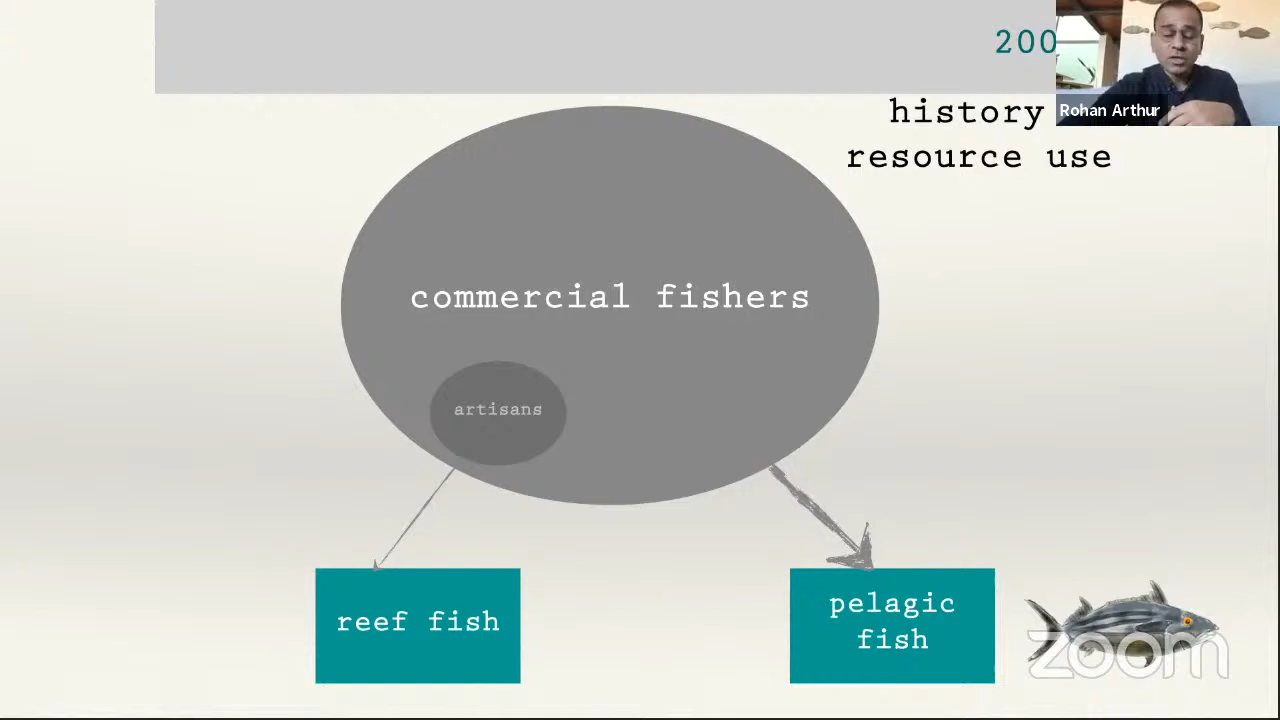 200
Rohan Arthur
history
resource use
commercial fishers
artisans
reef fish
pelagic
fish
zoom